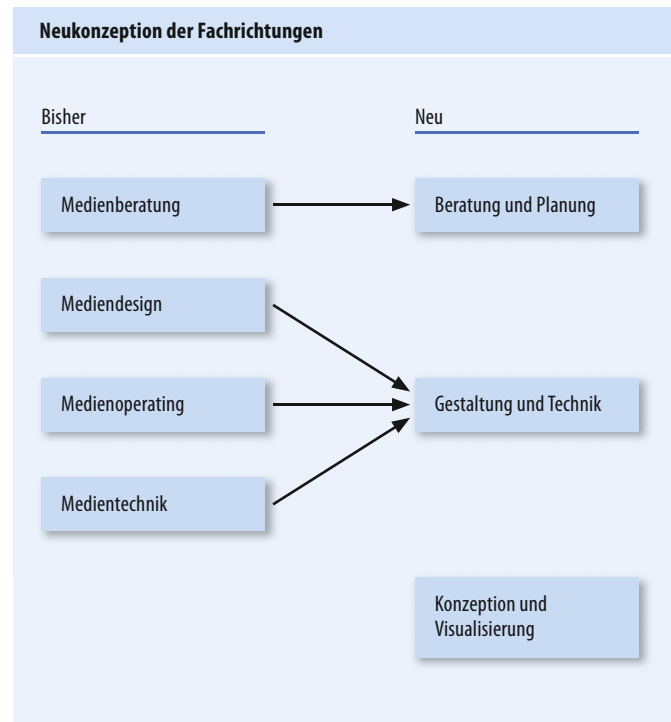 Neukonzeption der Fachrichtungen
Bisher
Neu
Medienberatung
Beratung und Planung
Mediendesign
Medienoperating
Gestaltung und Technik
Medientechnik
Konzeption und
Visualisierung